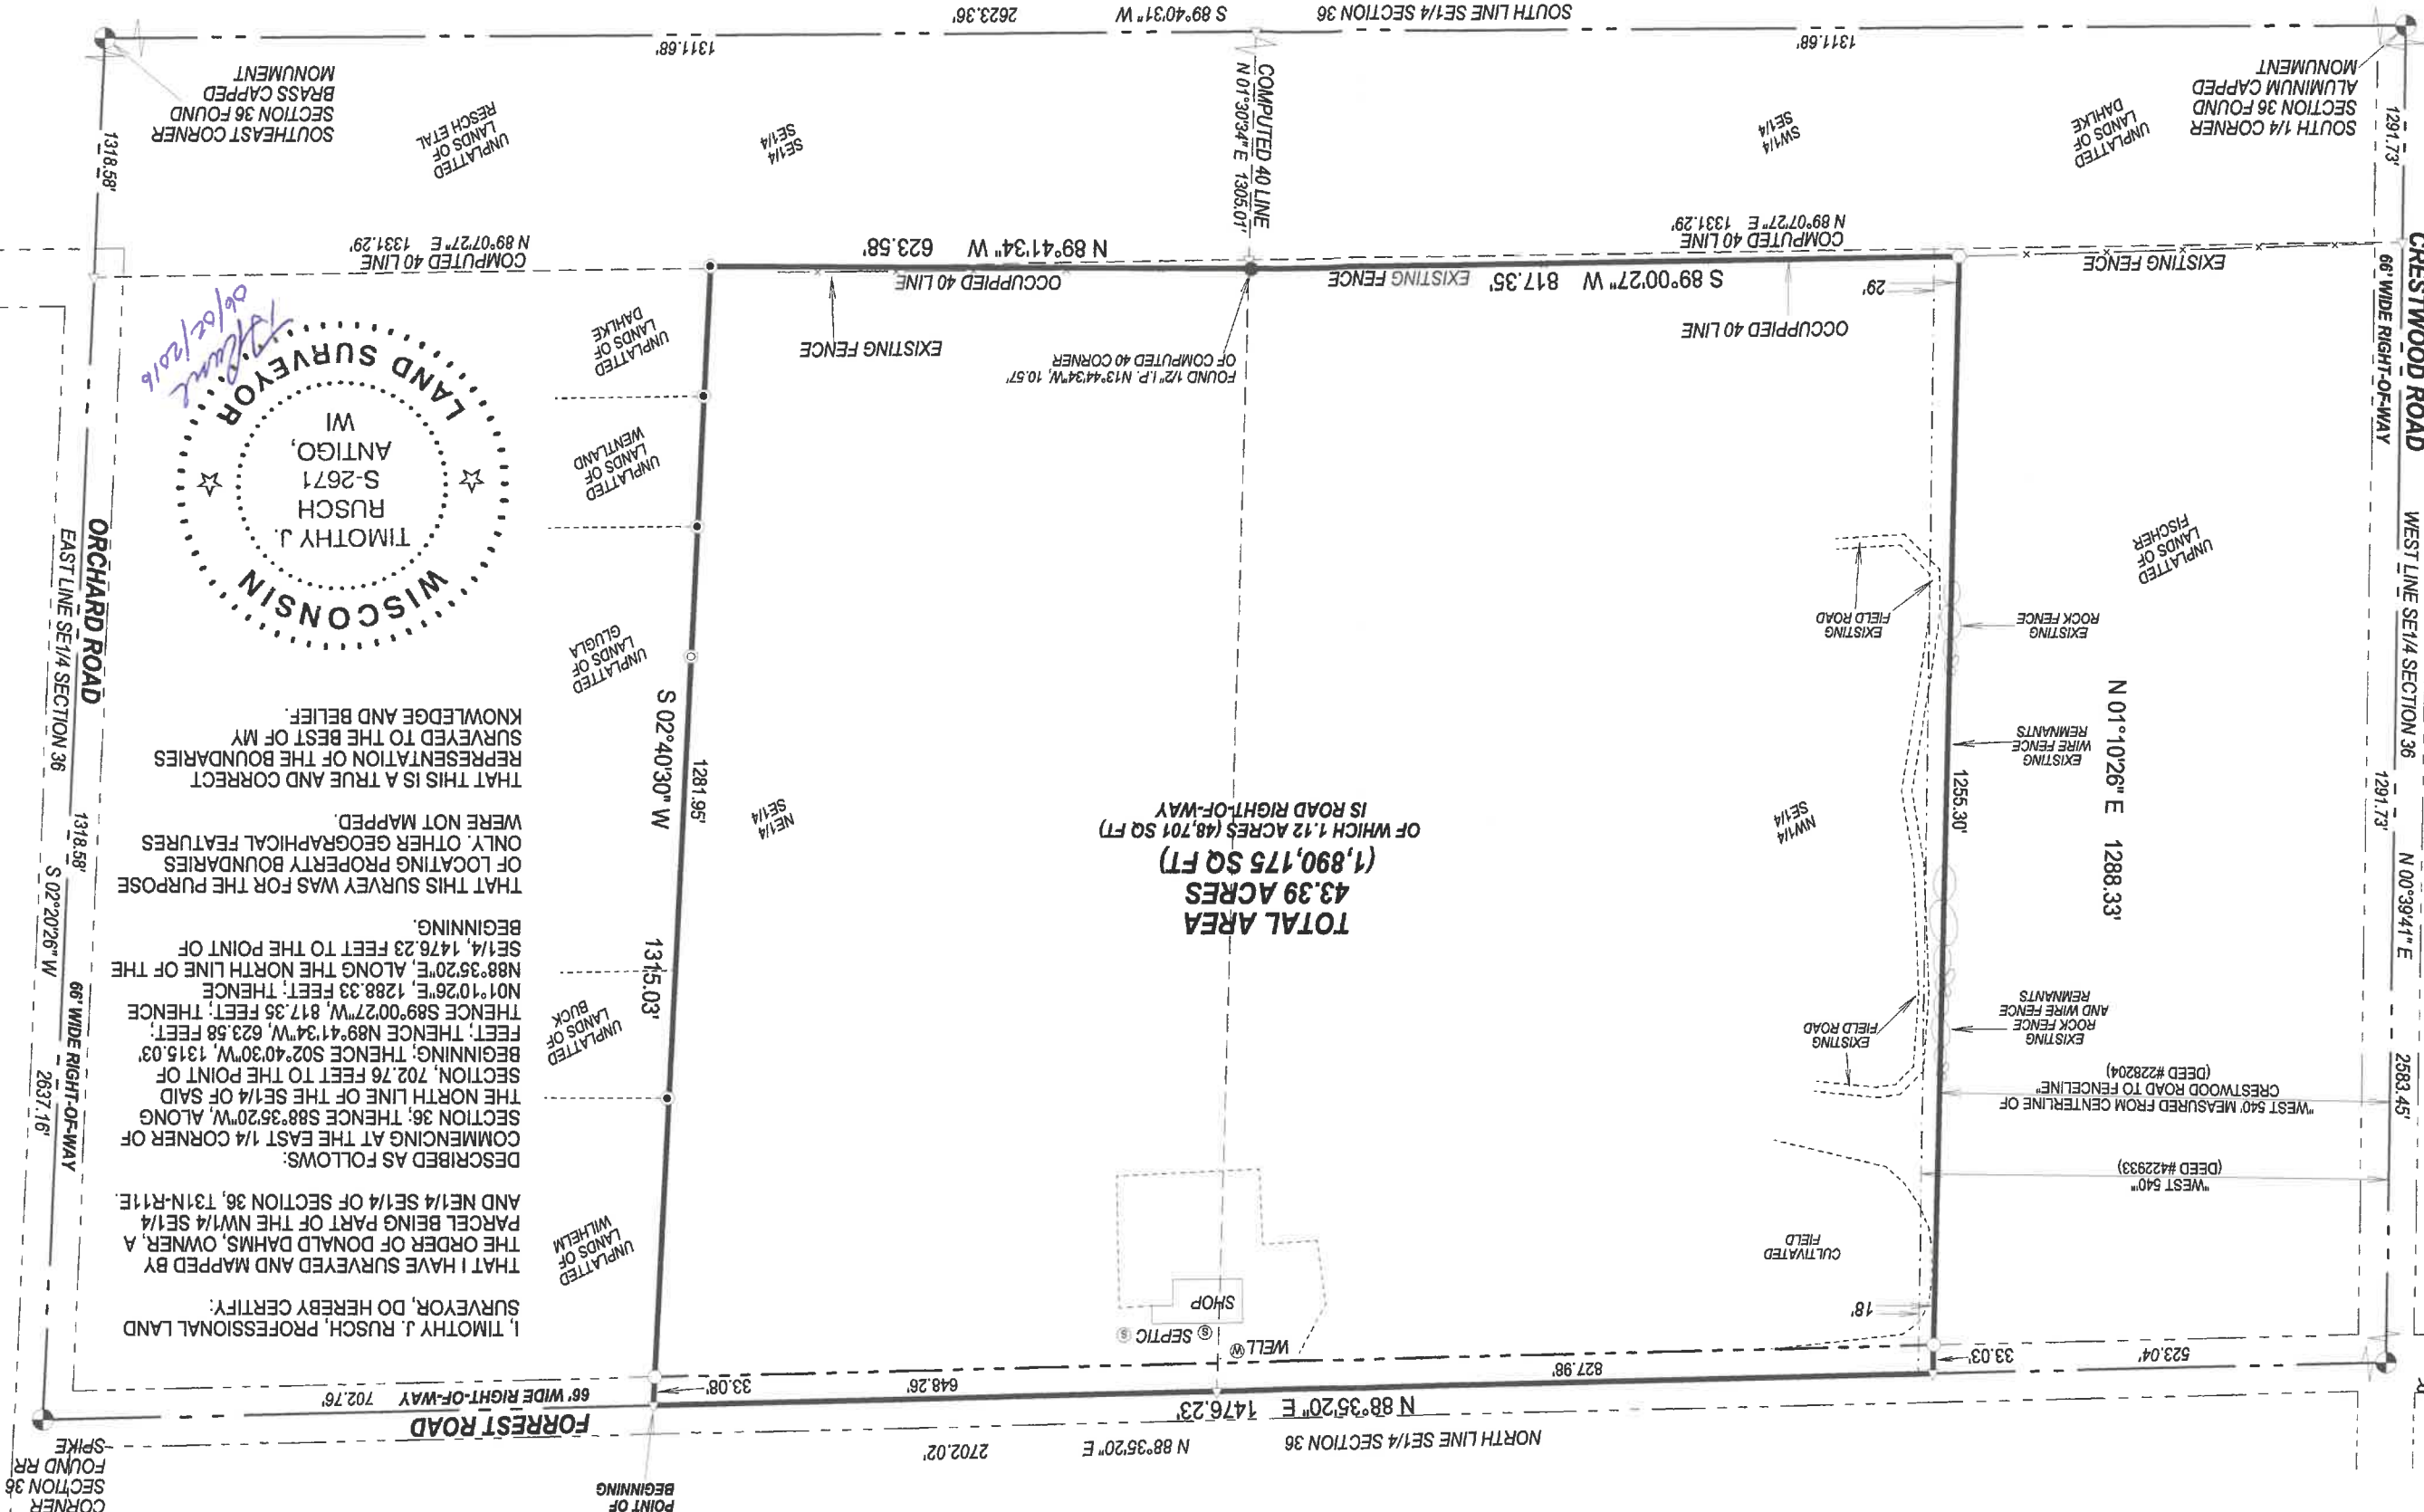 CORNER
SECTION 36
FOUND RR
SPIKE
POINT OF
BEGINNING
NORTH LINE SE1/4 SECTION 36 N 88°35'20" E 2702.02'
N 88°35'20" E 1476.23'
FORREST ROAD
66' WIDE RIGHT-OF-WAY 702.76'
523.04'
33.03'
827.98'
648.26'
33.08'
WELL Ⓦ
Ⓢ SEPTIC Ⓢ
SHOP
18'
CULTIVATED
FIELD
"WEST 540'"
(DEED #422933)
"WEST 540' MEASURED FROM CENTERLINE OF
CRESTWOOD ROAD TO FENCELINE"
(DEED #228204)
EXISTING
ROCK FENCE
AND WIRE FENCE
REMNANTS
EXISTING
FIELD ROAD
N 01°10'26" E 1288.33'
1255.30'
EXISTING
WIRE FENCE
REMNANTS
EXISTING
ROCK FENCE
EXISTING
FIELD ROAD
NW1/4
SE1/4
UNPLATTED
LANDS OF
FISCHER
TOTAL AREA
43.39 ACRES
(1,890,175 SQ FT)
OF WHICH 1.12 ACRES (48,701 SQ FT)
IS ROAD RIGHT-OF-WAY
NE1/4
SE1/4
1315.03'
1281.95'
S 02°40'30" W
UNPLATTED
LANDS OF
WILHELM
UNPLATTED
LANDS OF
BUCK
UNPLATTED
LANDS OF
GLUGLA
UNPLATTED
LANDS OF
WENTLAND
UNPLATTED
LANDS OF
DAHLKE
I, TIMOTHY J. RUSCH, PROFESSIONAL LAND
SURVEYOR, DO HEREBY CERTIFY:
THAT I HAVE SURVEYED AND MAPPED BY
THE ORDER OF DONALD DAHMS, OWNER, A
PARCEL BEING PART OF THE NW1/4 SE1/4
AND NE1/4 SE1/4 OF SECTION 36, T31N-R11E.
DESCRIBED AS FOLLOWS:
COMMENCING AT THE EAST 1/4 CORNER OF
SECTION 36; THENCE S88°35'20"W, ALONG
THE NORTH LINE OF THE SE1/4 OF SAID
SECTION, 702.76 FEET TO THE POINT OF
BEGINNING; THENCE S02°40'30"W, 1315.03'
FEET; THENCE N89°41'34"W, 623.58 FEET;
THENCE S89°00'27"W, 817.35 FEET; THENCE
N01°10'26"E, 1288.33 FEET; THENCE
N88°35'20"E, ALONG THE NORTH LINE OF THE
SE1/4, 1476.23 FEET TO THE POINT OF
BEGINNING.
THAT THIS SURVEY WAS FOR THE PURPOSE
OF LOCATING PROPERTY BOUNDARIES
ONLY. OTHER GEOGRAPHICAL FEATURES
WERE NOT MAPPED.
THAT THIS IS A TRUE AND CORRECT
REPRESENTATION OF THE BOUNDARIES
SURVEYED TO THE BEST OF MY
KNOWLEDGE AND BELIEF.
WISCONSIN
TIMOTHY J.
RUSCH
S-2671
ANTIGO,
WI
LAND SURVEYOR
06/02/2016
66' WIDE RIGHT-OF-WAY
2637.16'
S 02°20'26" W
1318.58'
ORCHARD ROAD
EAST LINE SE1/4 SECTION 36
1318.58'
2583.45'
N 00°39'41" E
1291.73'
WEST LINE SE1/4 SECTION 36
CRESTWOOD ROAD
66' WIDE RIGHT-OF-WAY
1291.73'
FOUND 1/2" I.P. N13°44'34"W, 10.57'
OF COMPUTED 40 CORNER
EXISTING FENCE
OCCUPPIED 40 LINE
29'
EXISTING FENCE
S 89°00'27" W 817.35'
EXISTING FENCE
OCCUPPIED 40 LINE
N 89°41'34" W 623.58'
COMPUTED 40 LINE
N 89°07'27" E 1331.29'
COMPUTED 40 LINE
N 89°07'27" E 1331.29'
COMPUTED 40 LINE
N 01°30'34" E 1305.01'
UNPLATTED
LANDS OF
DAHLKE
SW1/4
SE1/4
SE1/4
SE1/4
UNPLATTED
LANDS OF
RESCH ETAL
SOUTH 1/4 CORNER
SECTION 36 FOUND
ALUMINUM CAPPED
MONUMENT
SOUTHEAST CORNER
SECTION 36 FOUND
BRASS CAPPED
MONUMENT
1311.68'
1311.68'
SOUTH LINE SE1/4 SECTION 36 S 89°40'31" W 2623.36'